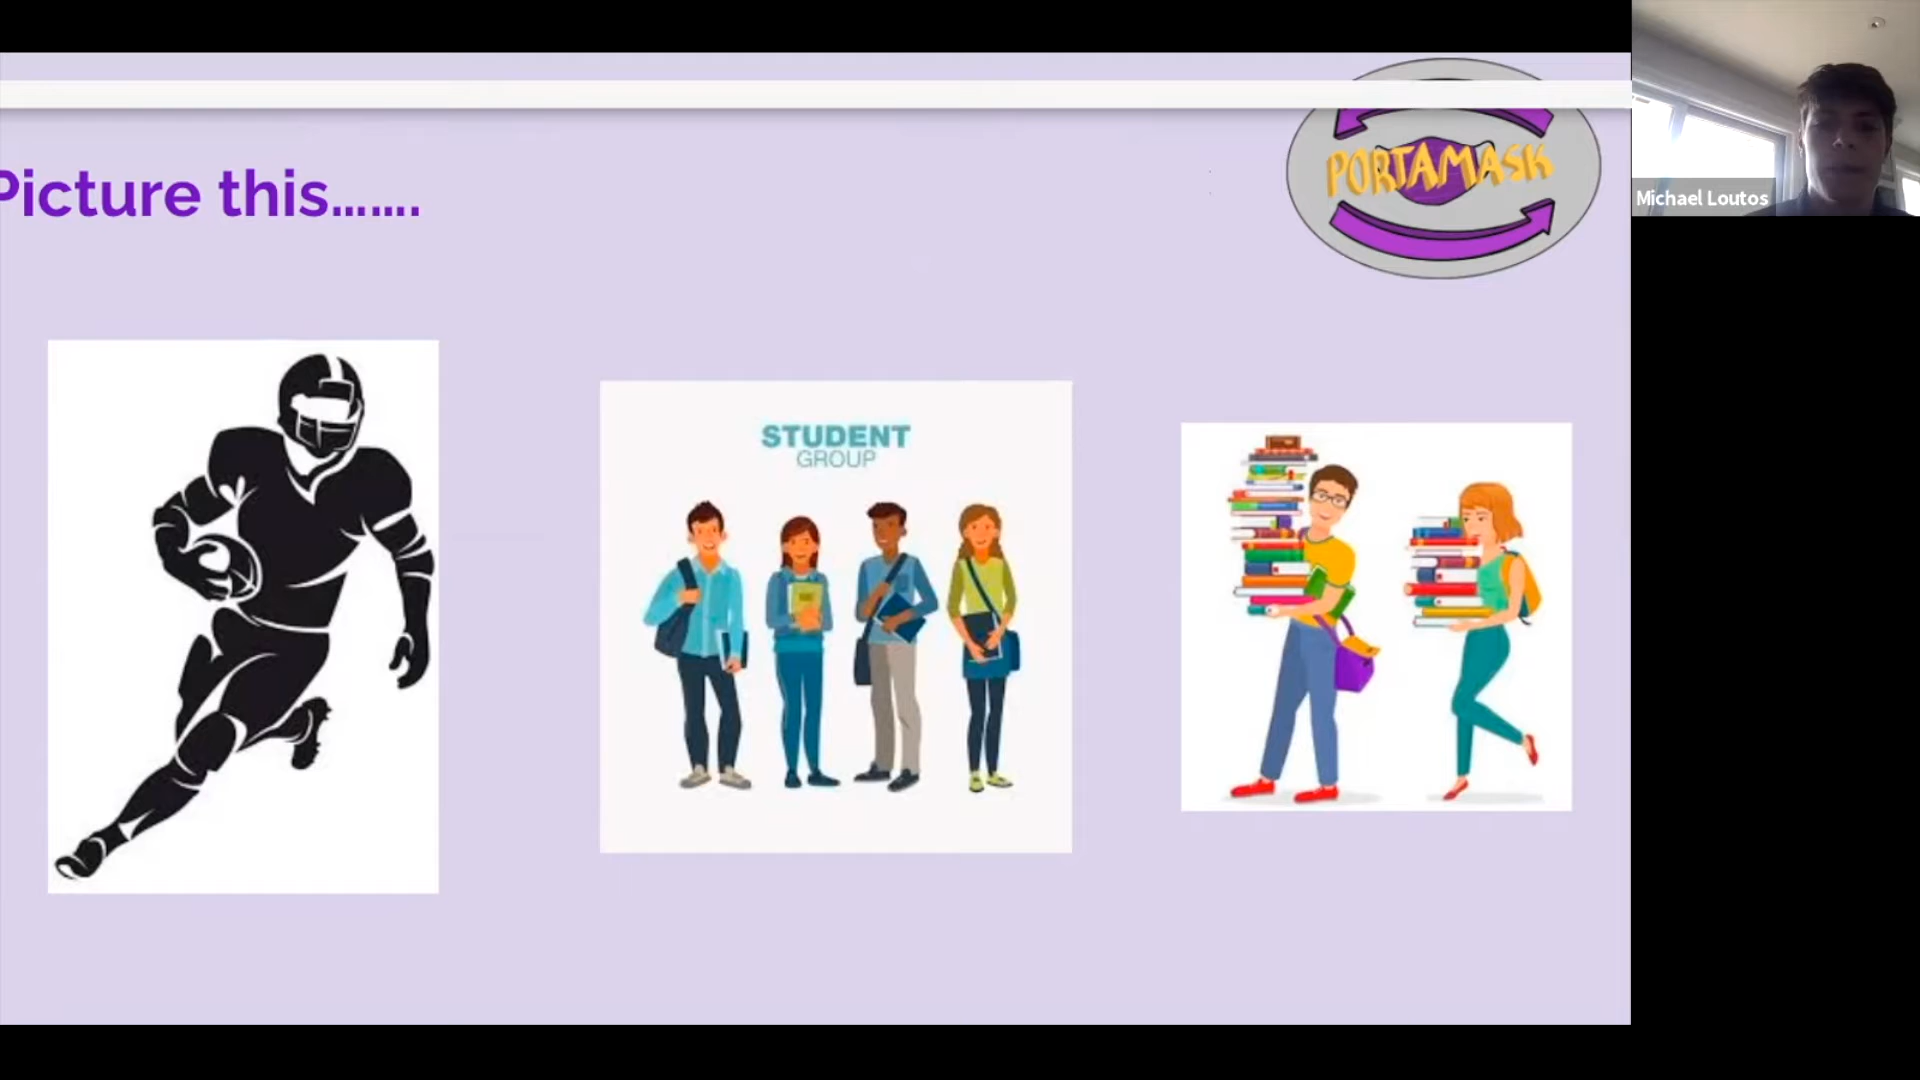 Picture this.......
PORTAMASK
Michael Loutos
STUDENT
GROUP